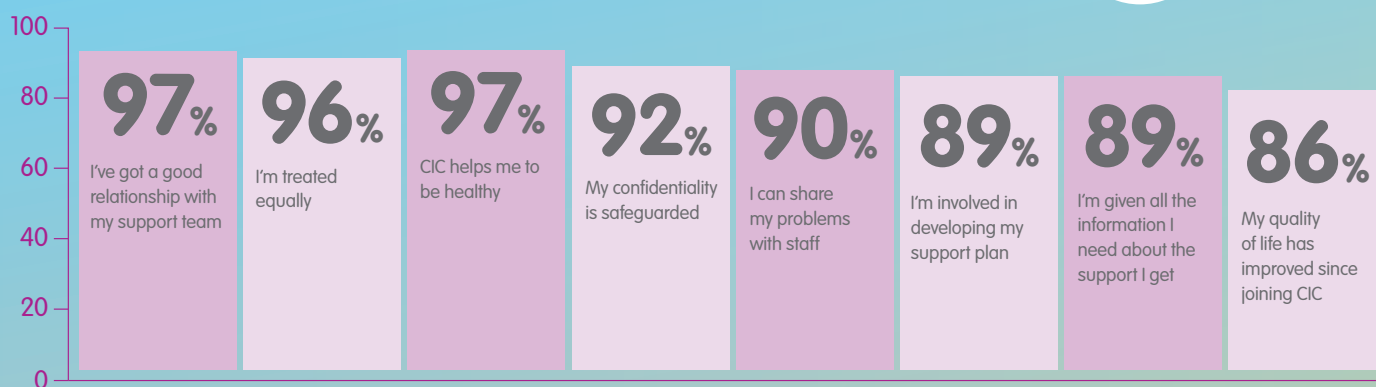 100
80
60
40
20
0
97%
I've got a good
relationship with
my support team
96%
I'm treated
equally
97%
CIC helps me to
be healthy
92%
My confidentiality
is safeguarded
90%
I can share
my problems
with staff
89%
I'm involved in
developing my
support plan
89%
I'm given all the
information I
need about the
support I get
86%
My quality
of life has
improved since
joining CIC